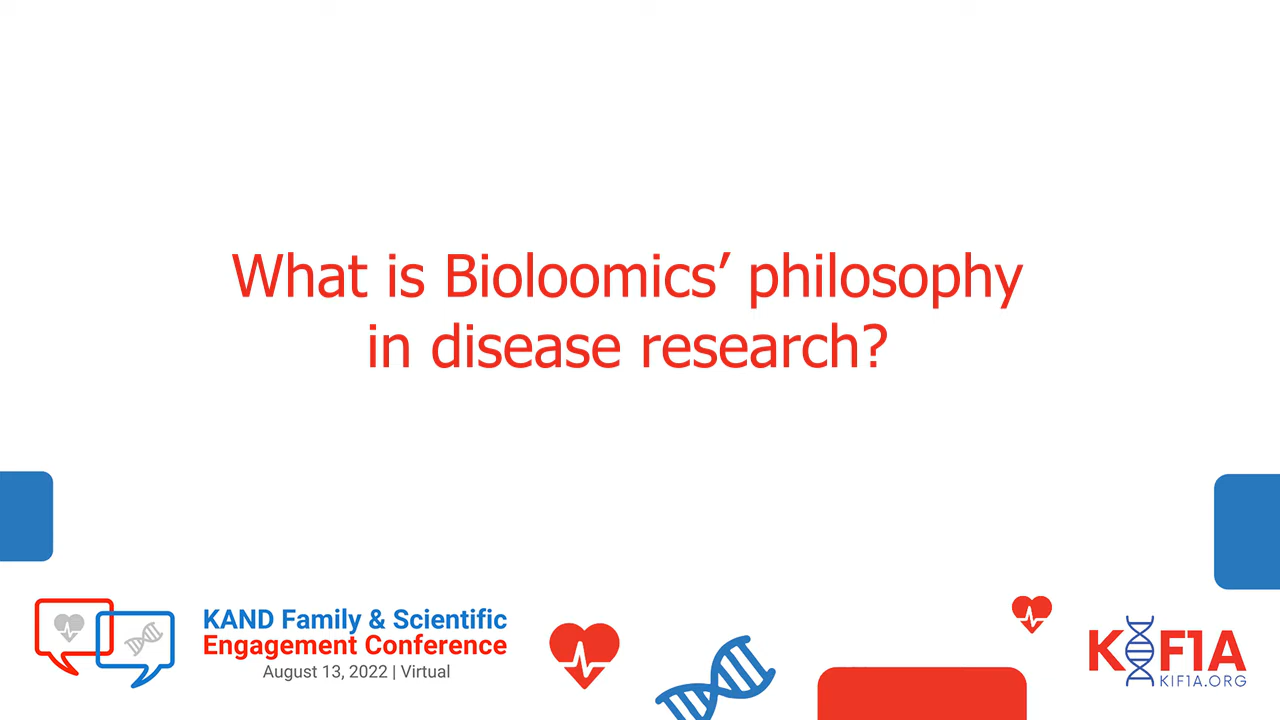 What is Bioloomics’ philosophy
in disease research?
KAND Family & Scientific
Engagement Conference
August 13, 2022 | Virtual
KIF1A
KIF1A.ORG